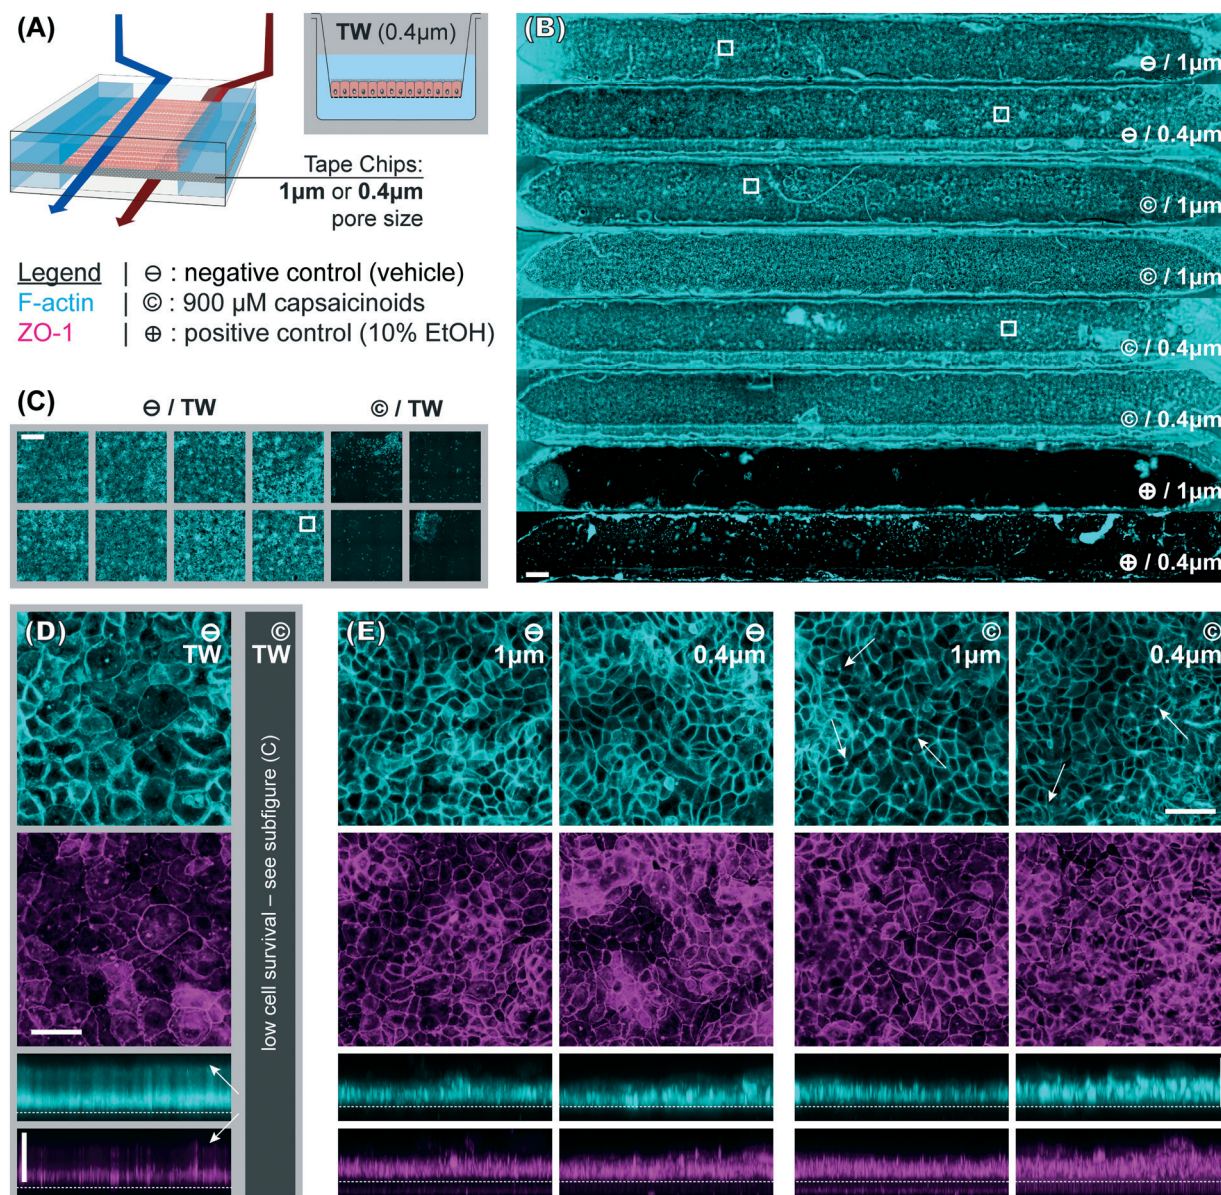 (A)
TW (0.4µm)
Tape Chips:
1µm or 0.4µm
pore size
Legend | ⊖ : negative control (vehicle)
F-actin | © : 900 µM capsaicinoids
ZO-1 | ⊕ : positive control (10% EtOH)
(B)
⊖ / 1µm
⊖ / 0.4µm
© / 1µm
© / 1µm
© / 0.4µm
© / 0.4µm
⊕ / 1µm
⊕ / 0.4µm
(C)
⊖ / TW
© / TW
(D)
⊖
TW
©
TW
low cell survival – see subfigure (C)
(E)
⊖
1µm
⊖
0.4µm
©
1µm
©
0.4µm